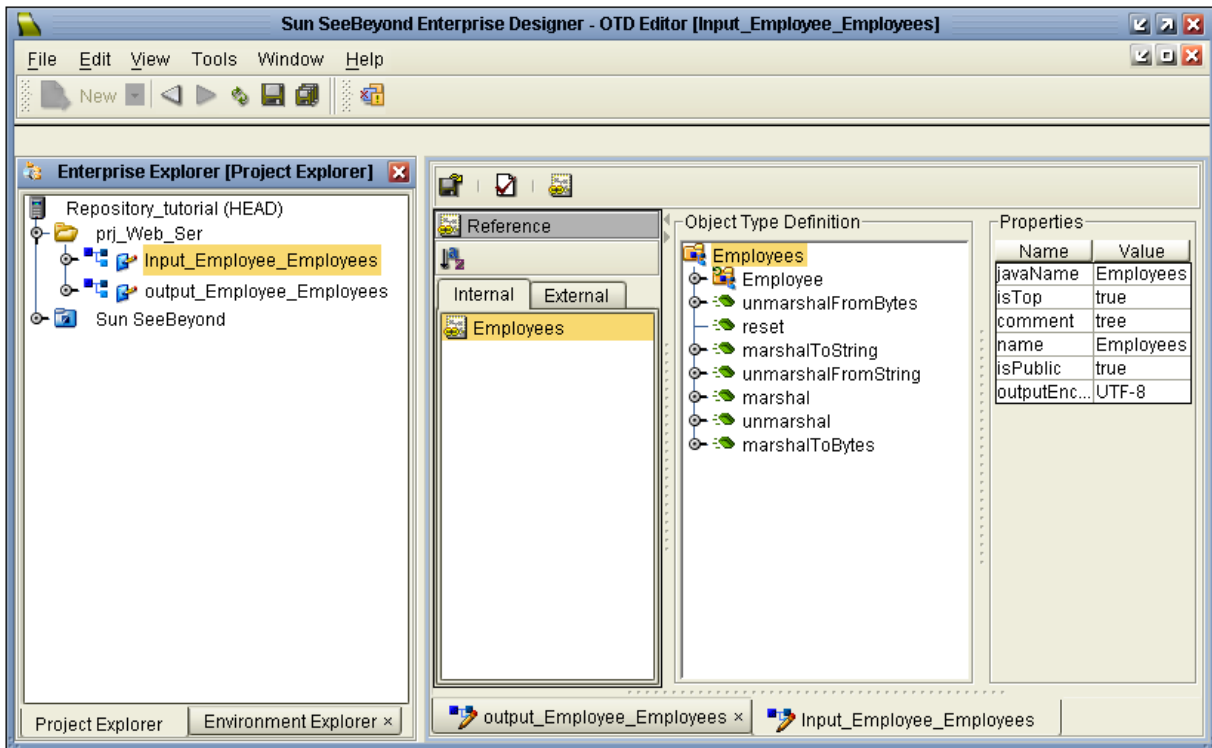 Sun SeeBeyond Enterprise Designer - OTD Editor [Input_Employee_Employees]
File Edit View Tools Window Help
New
Enterprise Explorer [Project Explorer]
Repository_tutorial (HEAD)
prj_Web_Ser
Input_Employee_Employees
output_Employee_Employees
Sun SeeBeyond
Project Explorer Environment Explorer ×
Reference
Internal External
Employees
Object Type Definition
Employees
Employee
unmarshalFromBytes
reset
marshalToString
unmarshalFromString
marshal
unmarshal
marshalToBytes
Properties
Name Value
javaName Employees
isTop true
comment tree
name Employees
isPublic true
outputEnc... UTF-8
output_Employee_Employees × Input_Employee_Employees